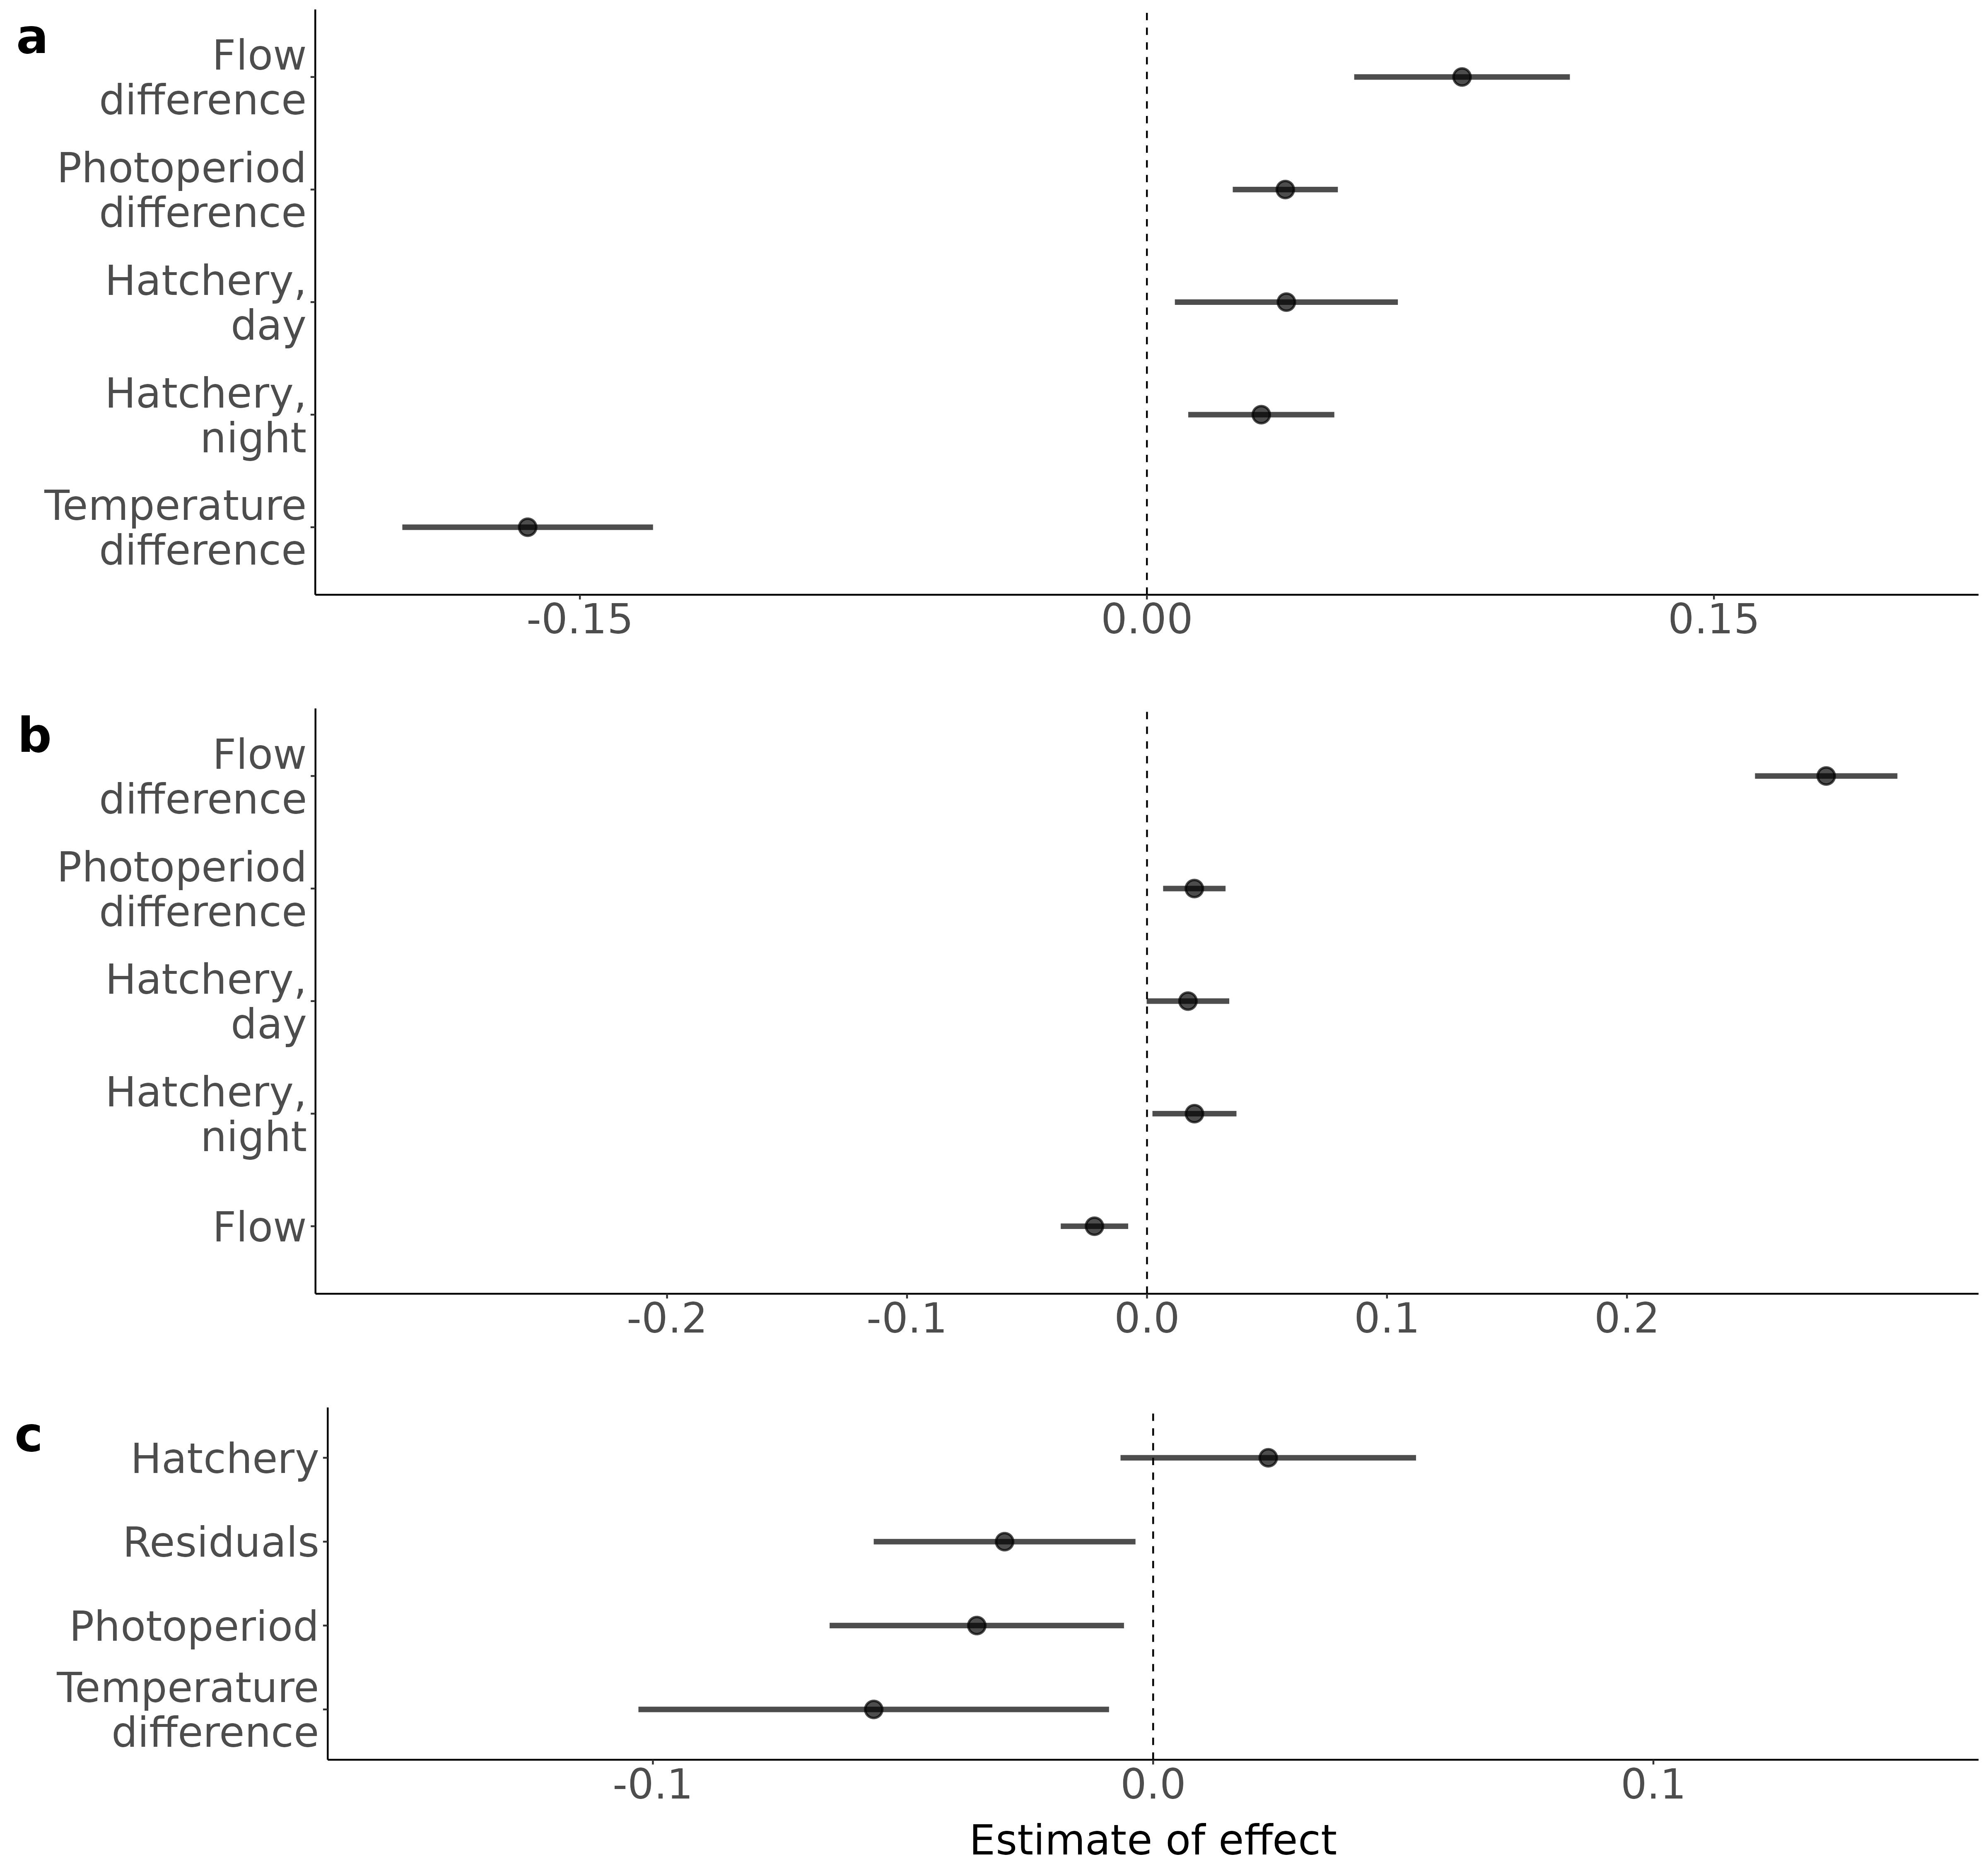 a
Flow
difference
Photoperiod
difference
Hatchery,
day
Hatchery,
night
Temperature
difference
-0.15 0.00 0.15
b
Flow
difference
Photoperiod
difference
Hatchery,
day
Hatchery,
night
Flow
-0.2 -0.1 0.0 0.1 0.2
c
Hatchery
Residuals
Photoperiod
Temperature
difference
-0.1 0.0 0.1
Estimate of effect